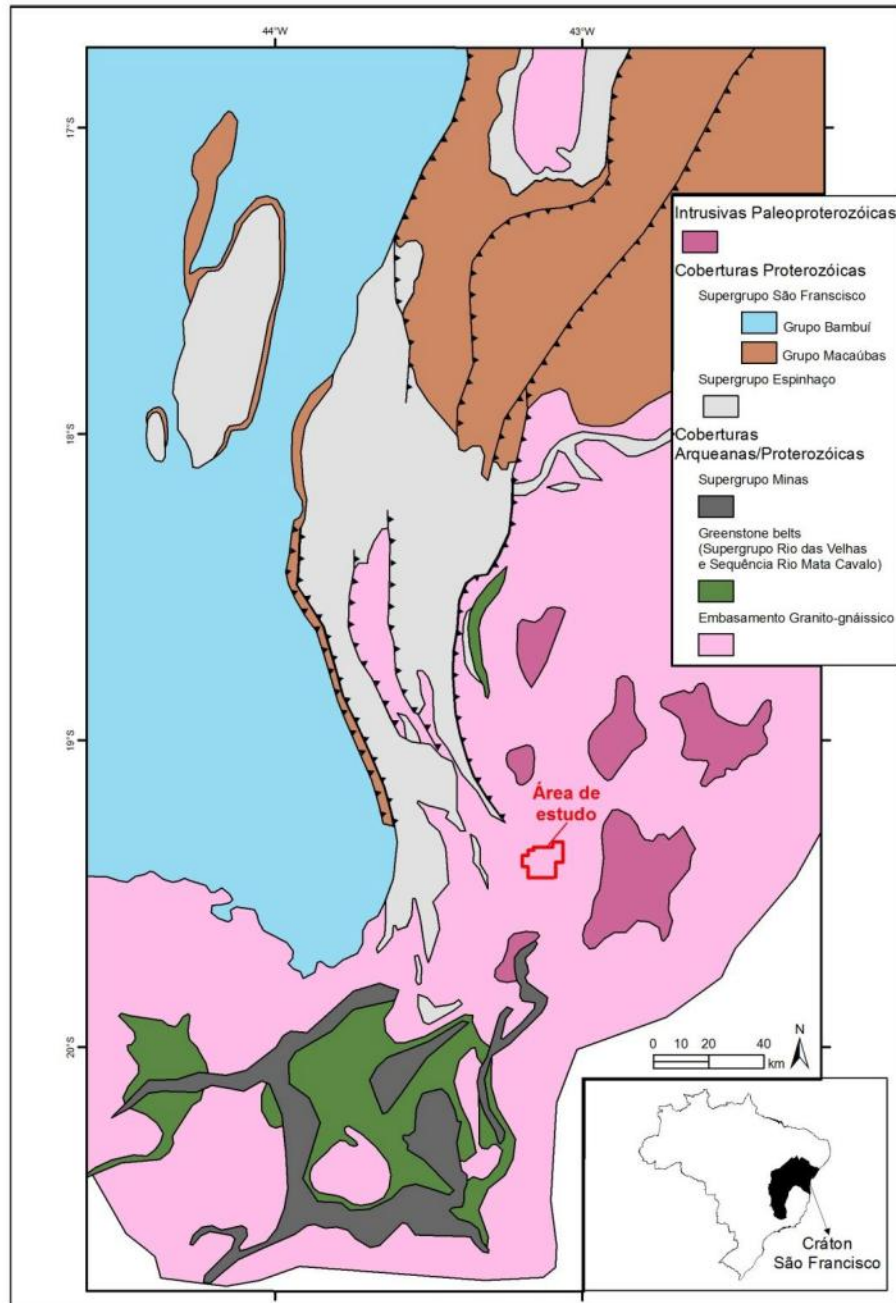 44°W
43°W
17°S
18°S
19°S
20°S
Intrusivas Paleoproterozóicas
Coberturas Proterozóicas
Supergrupo São Franscisco
Grupo Bambuí
Grupo Macaúbas
Supergrupo Espinhaço
Coberturas
Arqueanas/Proterozóicas
Supergrupo Minas
Greenstone belts
(Supergrupo Rio das Velhas
e Sequência Rio Mata Cavalo)
Embasamento Granito-gnáissico
Área de
estudo
0 10 20 40
km
N
Cráton
São Francisco